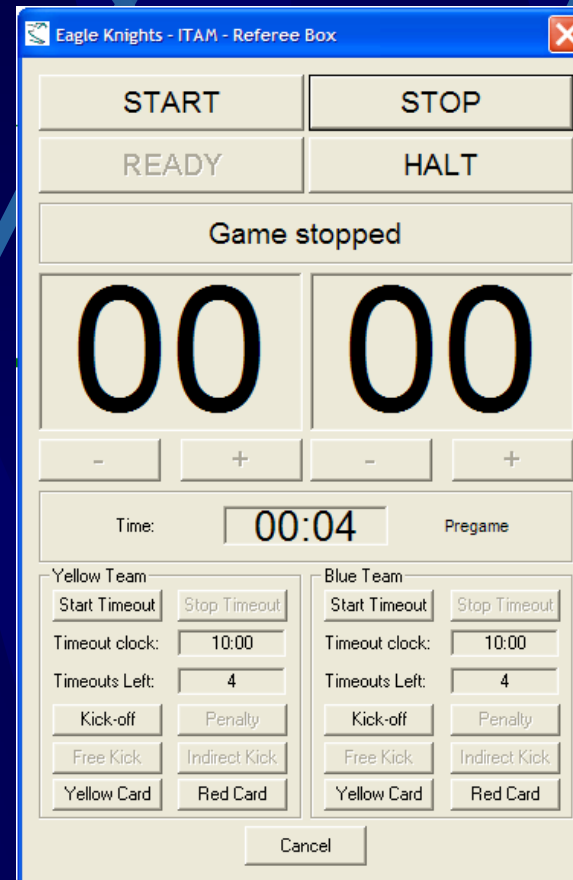 Eagle Knights - ITAM - Referee Box
START STOP
READY HALT
Game stopped
00 00
- + - +
Time: 00:04 Pregame
Yellow Team Blue Team
Start Timeout Stop Timeout Start Timeout Stop Timeout
Timeout clock: 10:00 Timeout clock: 10:00
Timeouts Left: 4 Timeouts Left: 4
Kick-off Penalty Kick-off Penalty
Free Kick Indirect Kick Free Kick Indirect Kick
Yellow Card Red Card Yellow Card Red Card
Cancel